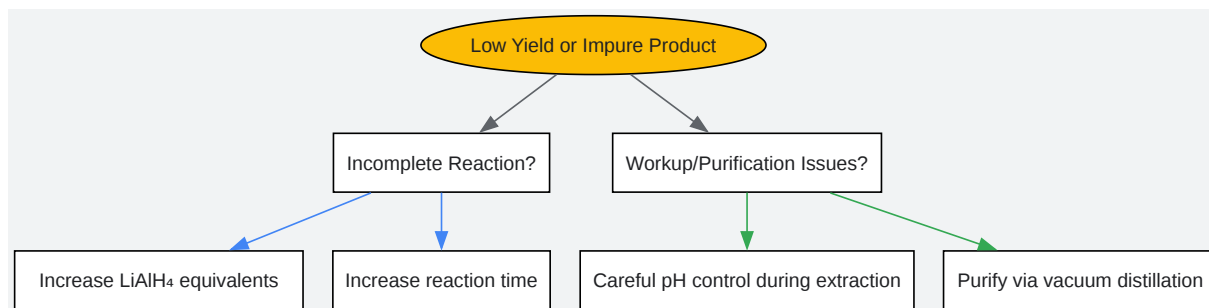 Low Yield or Impure Product
Incomplete Reaction?
Workup/Purification Issues?
Increase LiAlH₄ equivalents
Increase reaction time
Careful pH control during extraction
Purify via vacuum distillation